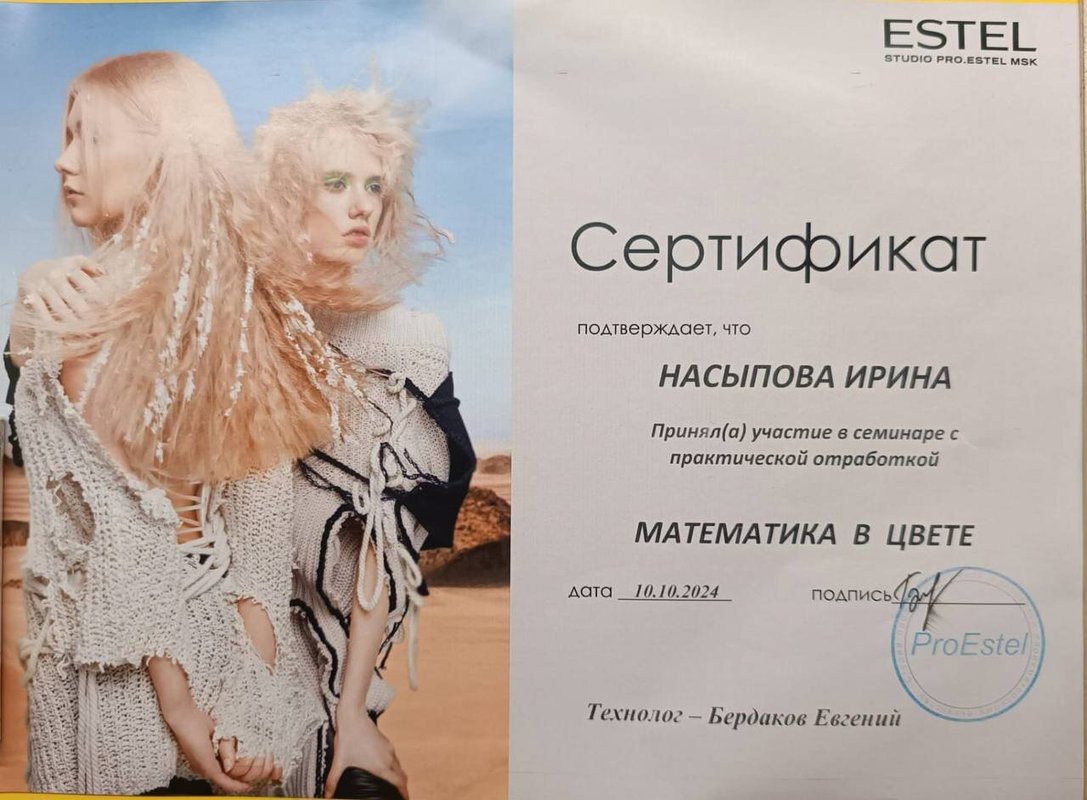 ESTEL
STUDIO PRO.ESTEL MSK
Сертификат
подтверждает, что
НАСЫПОВА ИРИНА
Принял(а) участие в семинаре с
практической отработкой
МАТЕМАТИКА В ЦВЕТЕ
дата 10.10.2024 подпись
ProEstel
Технолог – Бердаков Евгений